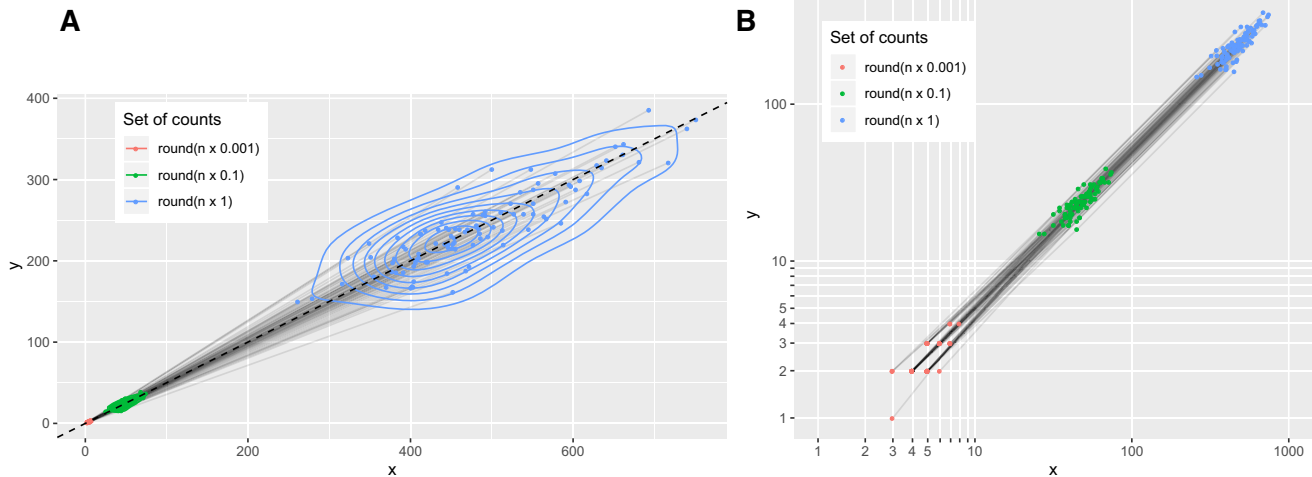 A
Set of counts
round(n x 0.001)
round(n x 0.1)
round(n x 1)
400
300
200
100
0
y
0 200 400 600
x
B
Set of counts
round(n x 0.001)
round(n x 0.1)
round(n x 1)
100
10
5
4
3
2
1
y
1 2 3 4 5 10 100 1000
x